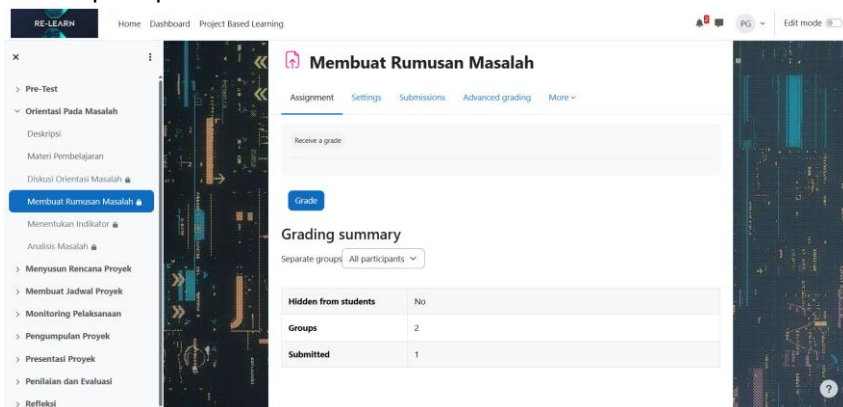 RE-LEARN
Home Dashboard Project Based Learning
2
PG
Edit mode
Pre-Test
Orientasi Pada Masalah
Deskripsi
Materi Pembelajaran
Diskusi Orientasi Masalah
Membuat Rumusan Masalah
Menentukan Indikator
Analisis Masalah
Menyusun Rencana Proyek
Membuat Jadwal Proyek
Monitoring Pelaksanaan
Pengumpulan Proyek
Presentasi Proyek
Penilaian dan Evaluasi
Refleksi
Membuat Rumusan Masalah
Assignment Settings Submissions Advanced grading More
Receive a grade
Grade
Grading summary
Separate groups All participants
Hidden from students No
Groups 2
Submitted 1
?